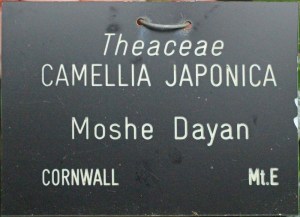 Theaceae
CAMELLIA JAPONICA
Moshe Dayan
CORNWALL Mt.E